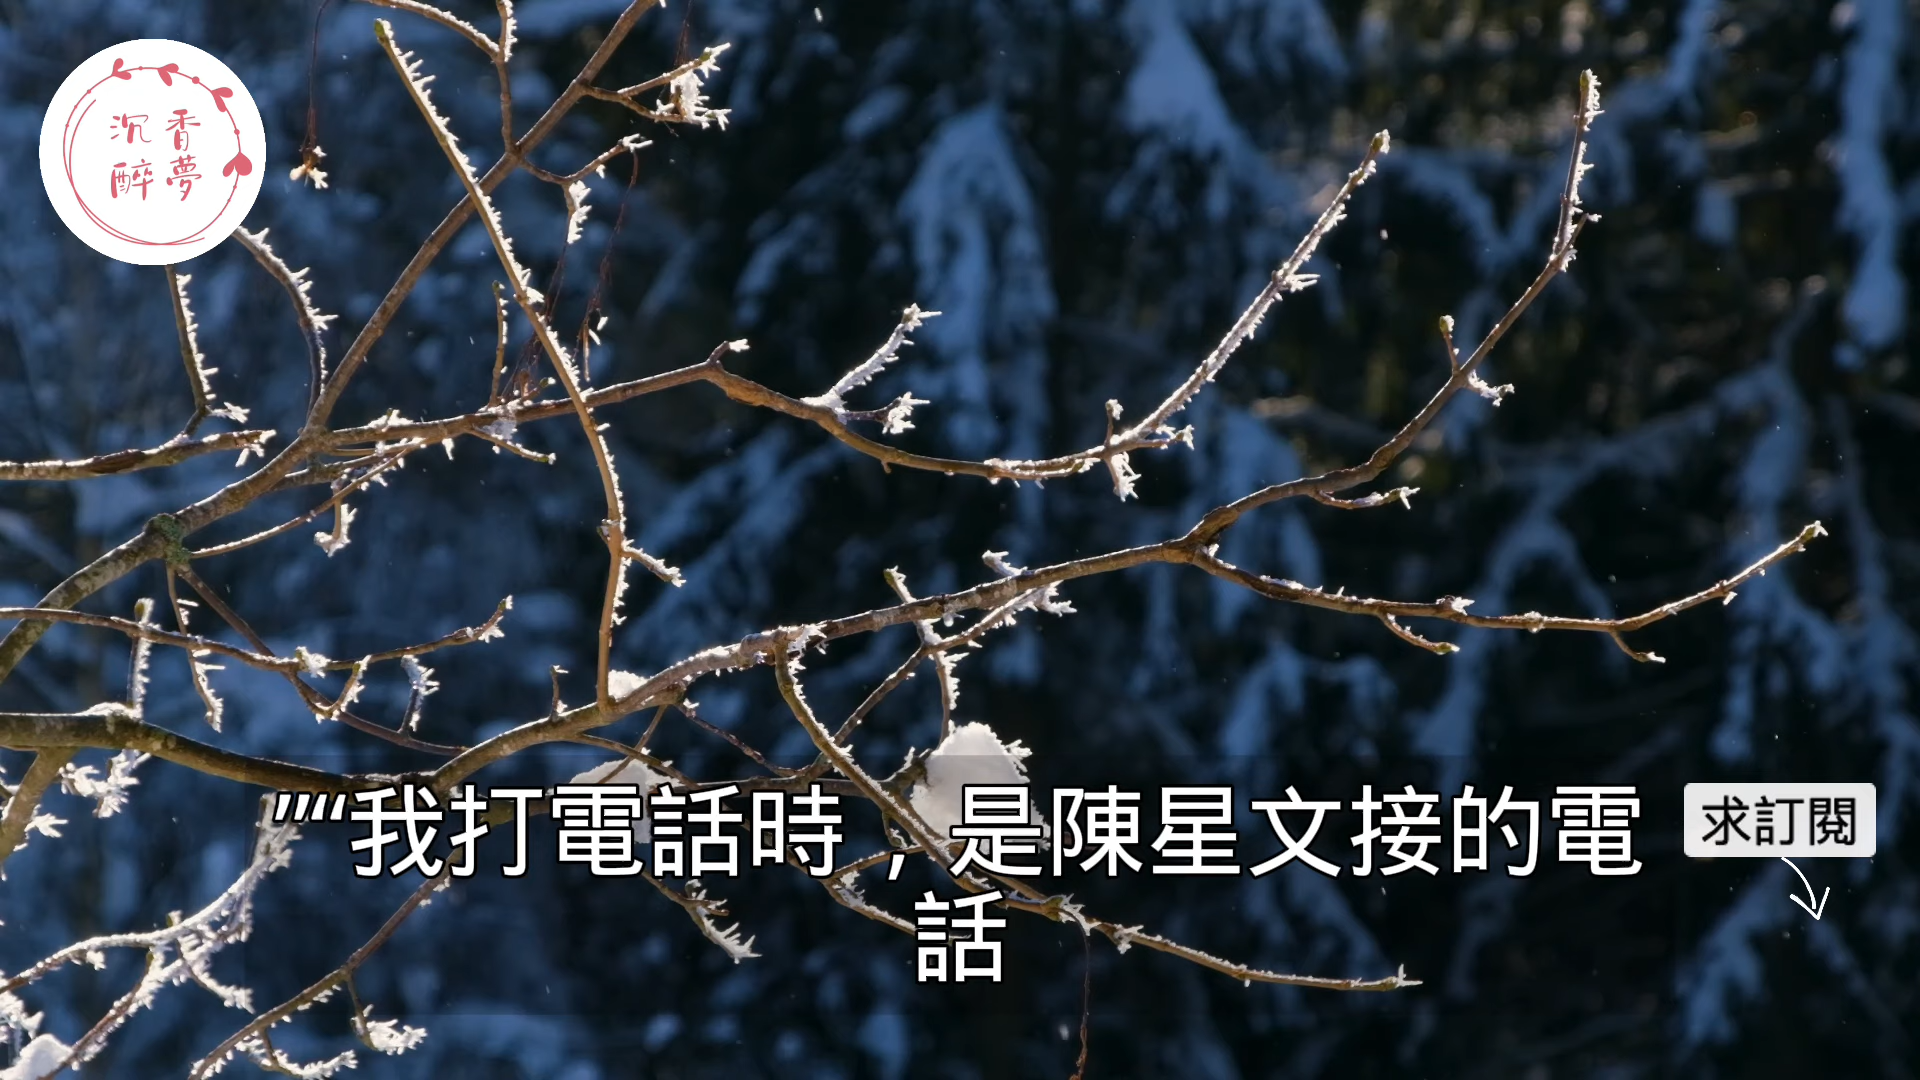 沉香
醉夢
””““我打電話時，是陳星文接的電
話
求訂閱